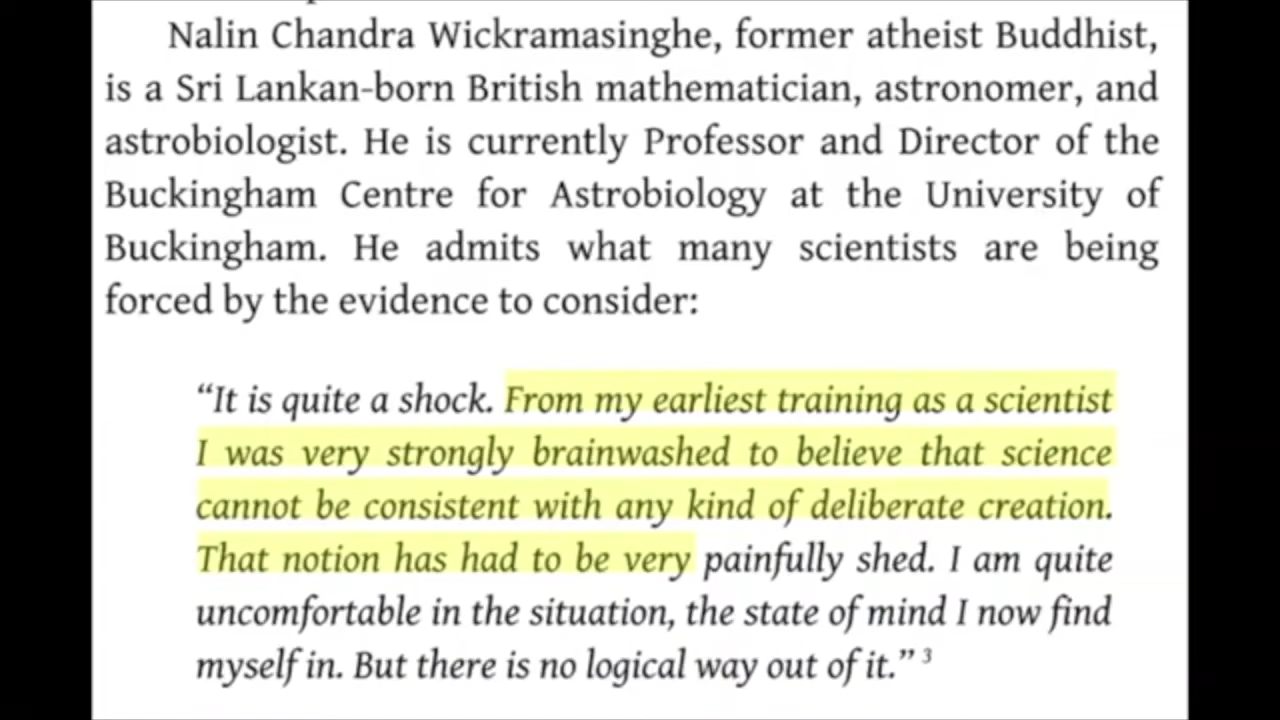 Nalin Chandra Wickramasinghe, former atheist Buddhist,
is a Sri Lankan-born British mathematician, astronomer, and
astrobiologist. He is currently Professor and Director of the
Buckingham Centre for Astrobiology at the University of
Buckingham. He admits what many scientists are being
forced by the evidence to consider:
“It is quite a shock. From my earliest training as a scientist
I was very strongly brainwashed to believe that science
cannot be consistent with any kind of deliberate creation.
That notion has had to be very painfully shed. I am quite
uncomfortable in the situation, the state of mind I now find
myself in. But there is no logical way out of it.” 3